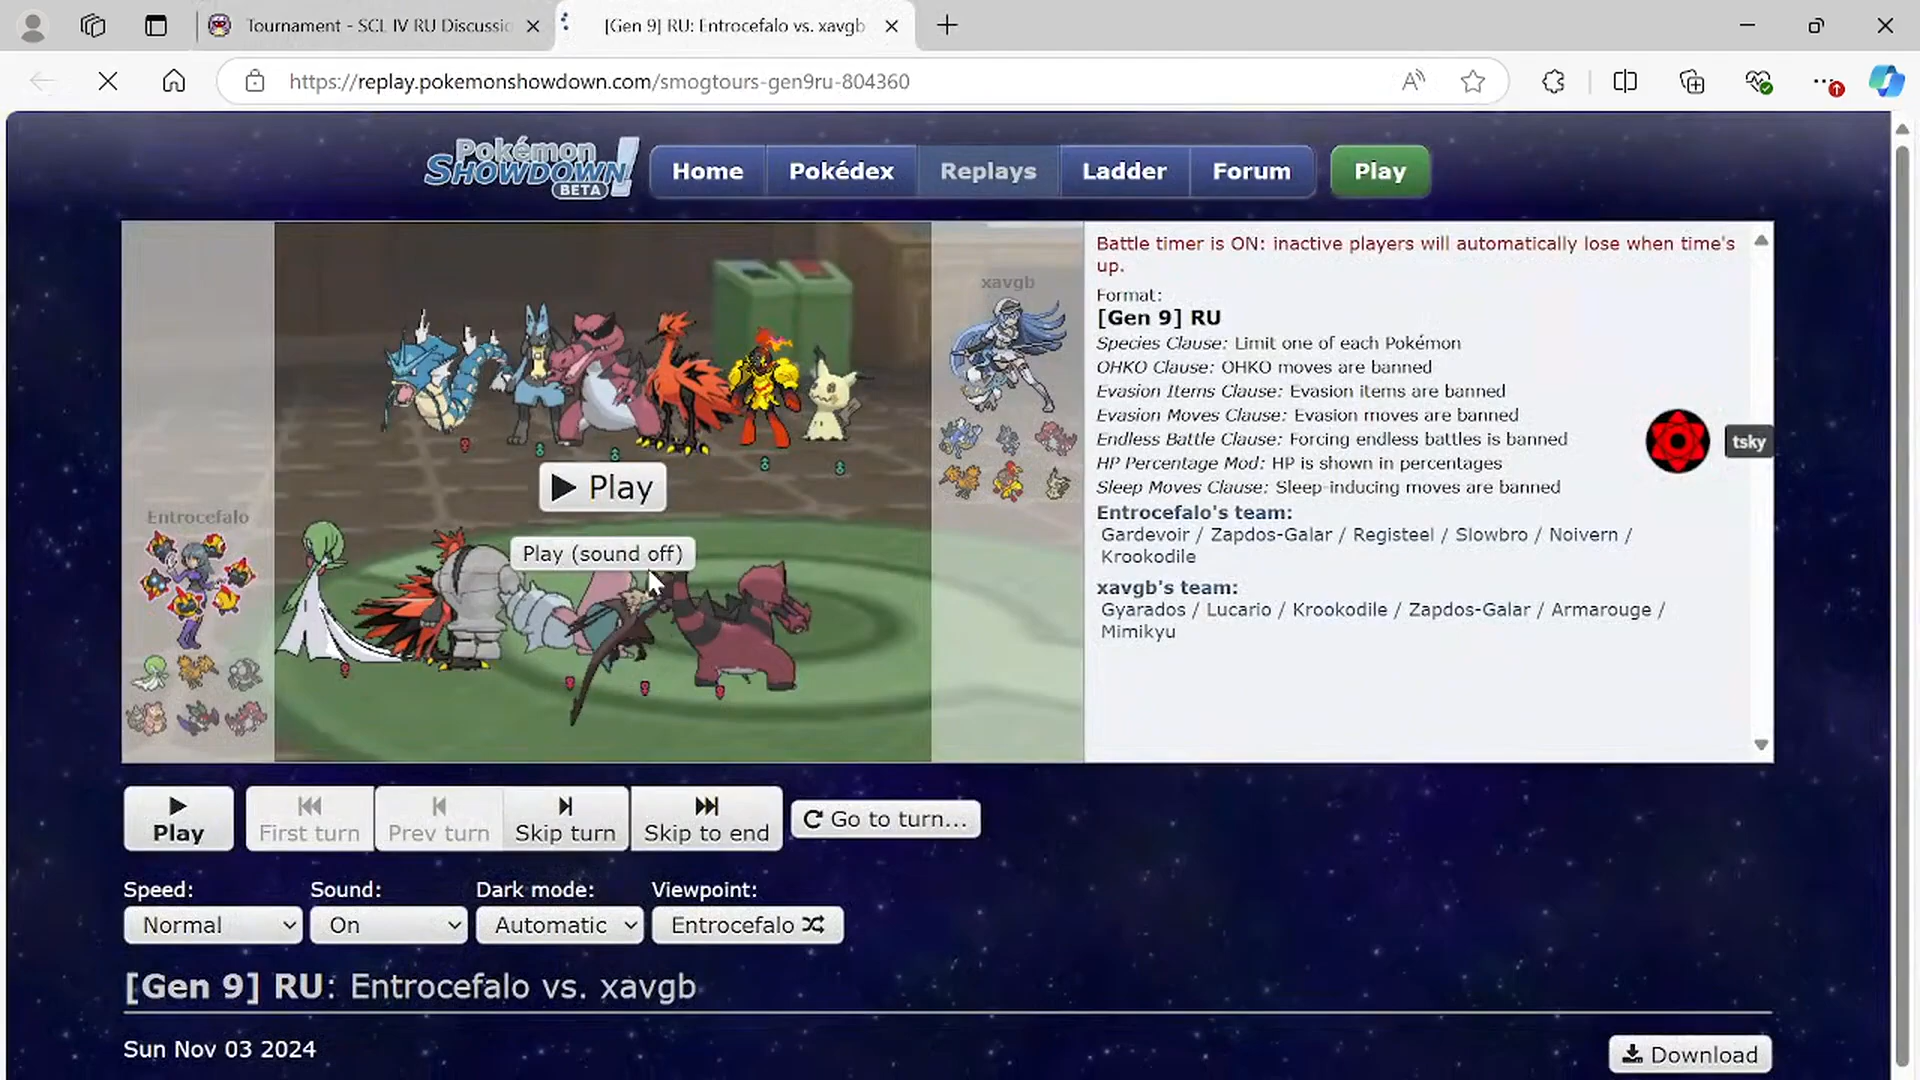 Tournament - SCL IV RU Discussic
[Gen 9] RU: Entrocefalo vs. xavgb
https://replay.pokemonshowdown.com/smogtours-gen9ru-804360
Pokémon
SHOWDOWN!
BETA
Home
Pokédex
Replays
Ladder
Forum
Play
Entrocefalo
xavgb
Play
Play (sound off)
Battle timer is ON: inactive players will automatically lose when time's
up.
Format:
[Gen 9] RU
Species Clause: Limit one of each Pokémon
OHKO Clause: OHKO moves are banned
Evasion Items Clause: Evasion items are banned
Evasion Moves Clause: Evasion moves are banned
Endless Battle Clause: Forcing endless battles is banned
HP Percentage Mod: HP is shown in percentages
Sleep Moves Clause: Sleep-inducing moves are banned
Entrocefalo's team:
Gardevoir / Zapdos-Galar / Registeel / Slowbro / Noivern /
Krookodile
xavgb's team:
Gyarados / Lucario / Krookodile / Zapdos-Galar / Armarouge /
Mimikyu
tsky
Play
First turn
Prev turn
Skip turn
Skip to end
Go to turn...
Speed:
Sound:
Dark mode:
Viewpoint:
Normal
On
Automatic
Entrocefalo
[Gen 9] RU: Entrocefalo vs. xavgb
Sun Nov 03 2024
Download